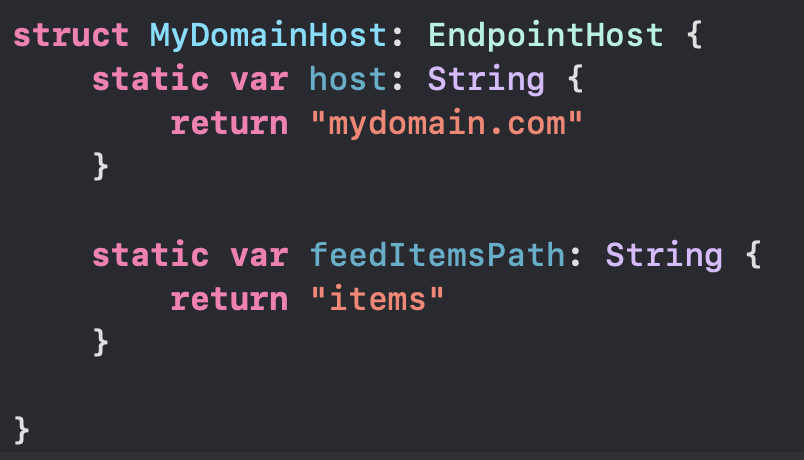 struct MyDomainHost: EndpointHost {
    static var host: String {
        return "mydomain.com"
    }
    static var feedItemsPath: String {
        return "items"
    }
}